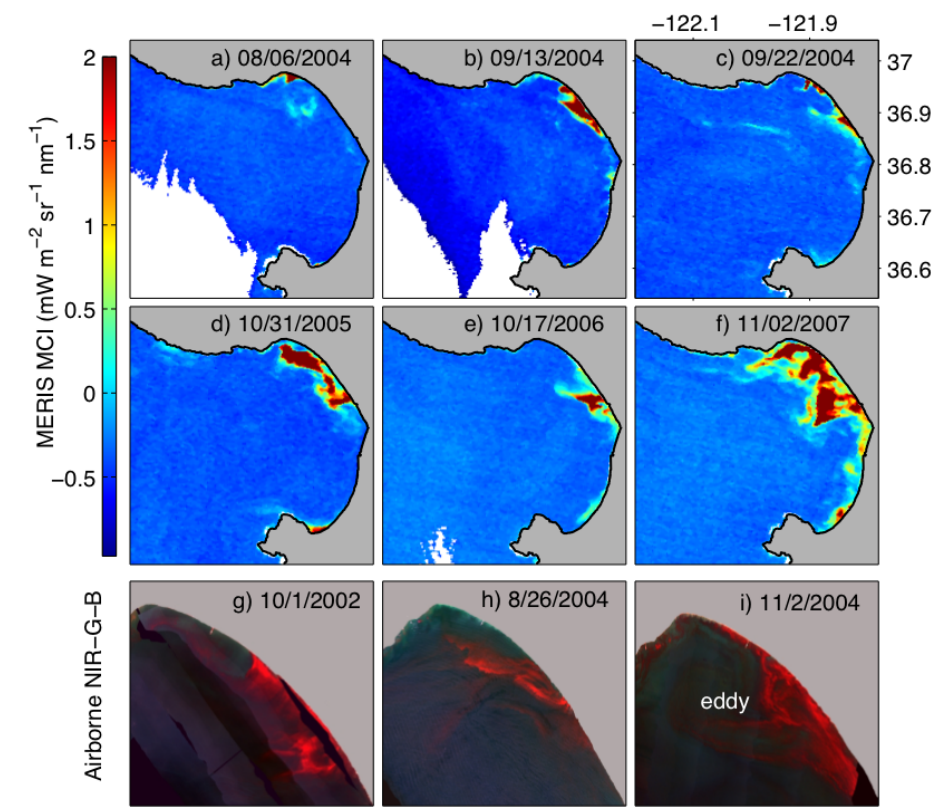 −122.1 −121.9
a) 08/06/2004
b) 09/13/2004
c) 09/22/2004
37
36.9
36.8
36.7
36.6
2
1.5
1
0.5
0
−0.5
MERIS MCI (mW m⁻² sr⁻¹ nm⁻¹)
d) 10/31/2005
e) 10/17/2006
f) 11/02/2007
Airborne NIR−G−B
g) 10/1/2002
h) 8/26/2004
i) 11/2/2004
eddy